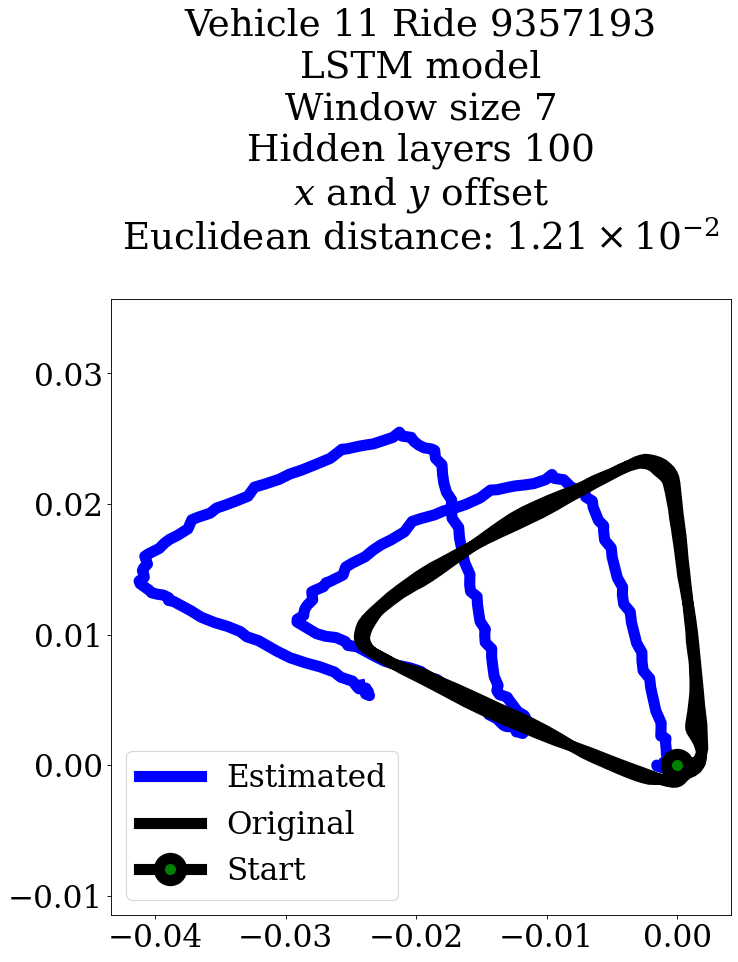 Vehicle 11 Ride 9357193
LSTM model
Window size 7
Hidden layers 100
x and y offset
Euclidean distance: 1.21 × 10⁻²
0.03
0.02
0.01
0.00
−0.01
Estimated
Original
Start
−0.04 −0.03 −0.02 −0.01 0.00